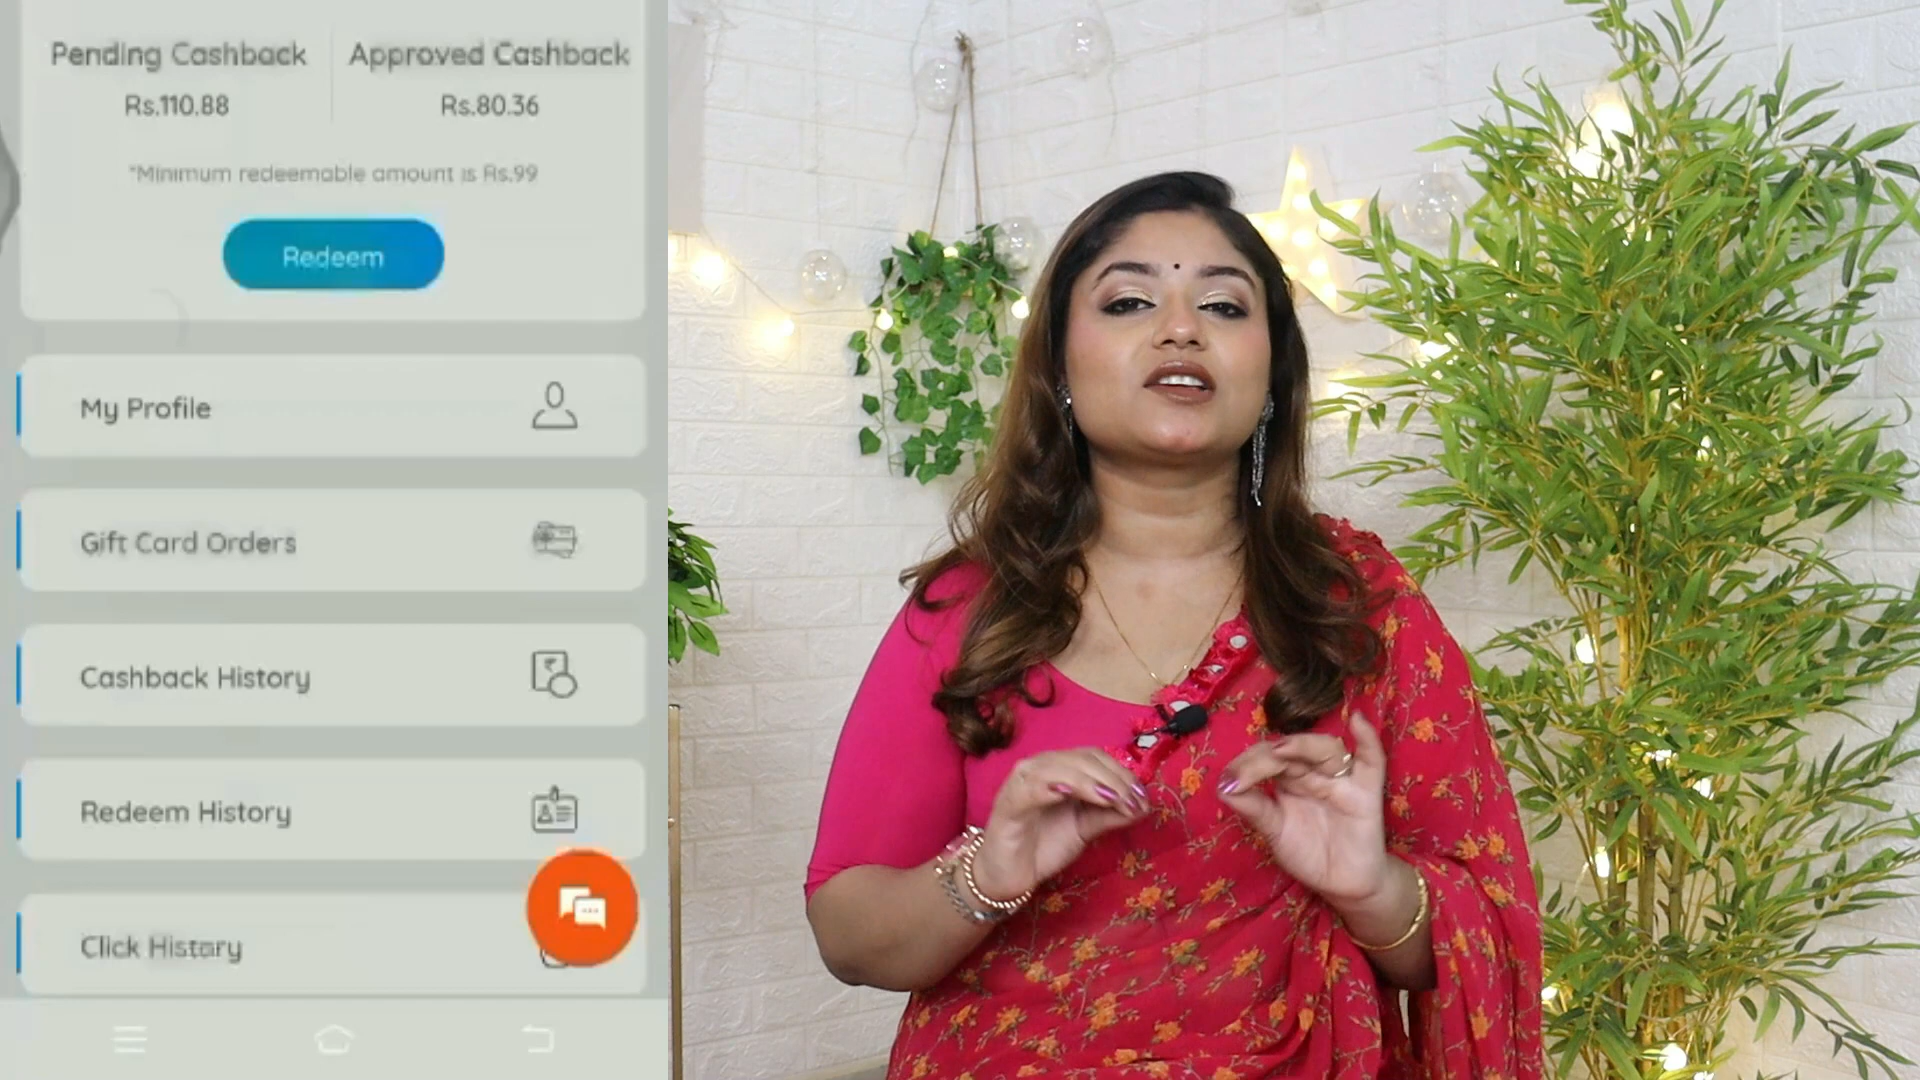 Pending Cashback
Approved Cashback
Rs.110.88
Rs.80.36
*Minimum redeemable amount is Rs.99
Redeem
My Profile
Gift Card Orders
Cashback History
Redeem History
Click History